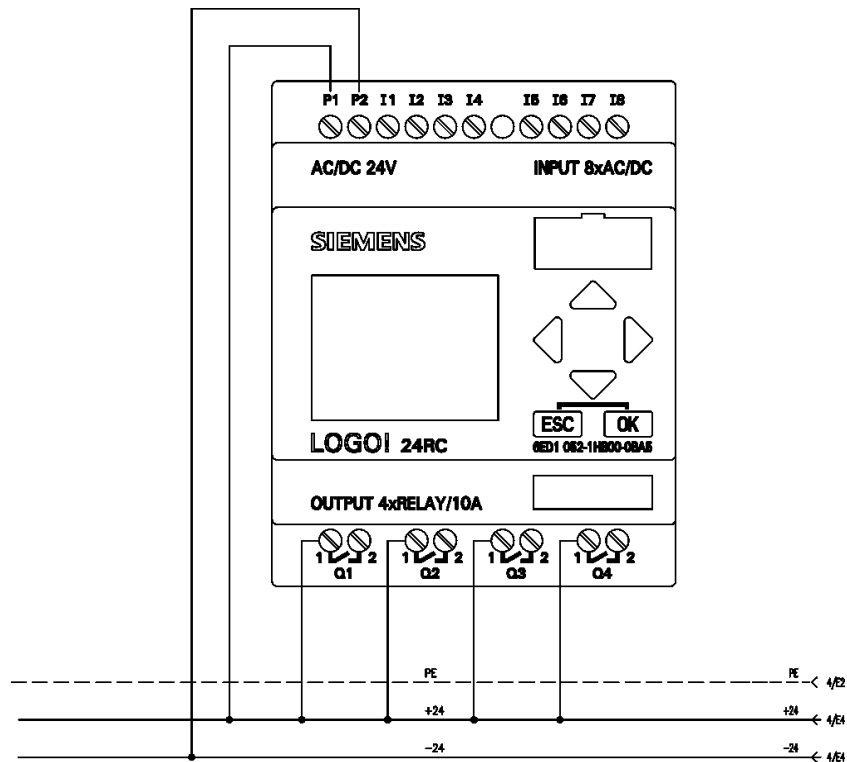 P1 P2 I1 I2 I3 I4 I5 I6 I7 I8
AC/DC 24V INPUT 8xAC/DC
SIEMENS
ESC OK
LOGO! 24RC 6ED1 052-1HB00-0BA5
OUTPUT 4xRELAY/10A
1 2 1 2 1 2 1 2
Q1 Q2 Q3 Q4
PE PE 4/E2
+24 +24 4/E4
-24 -24 4/E4